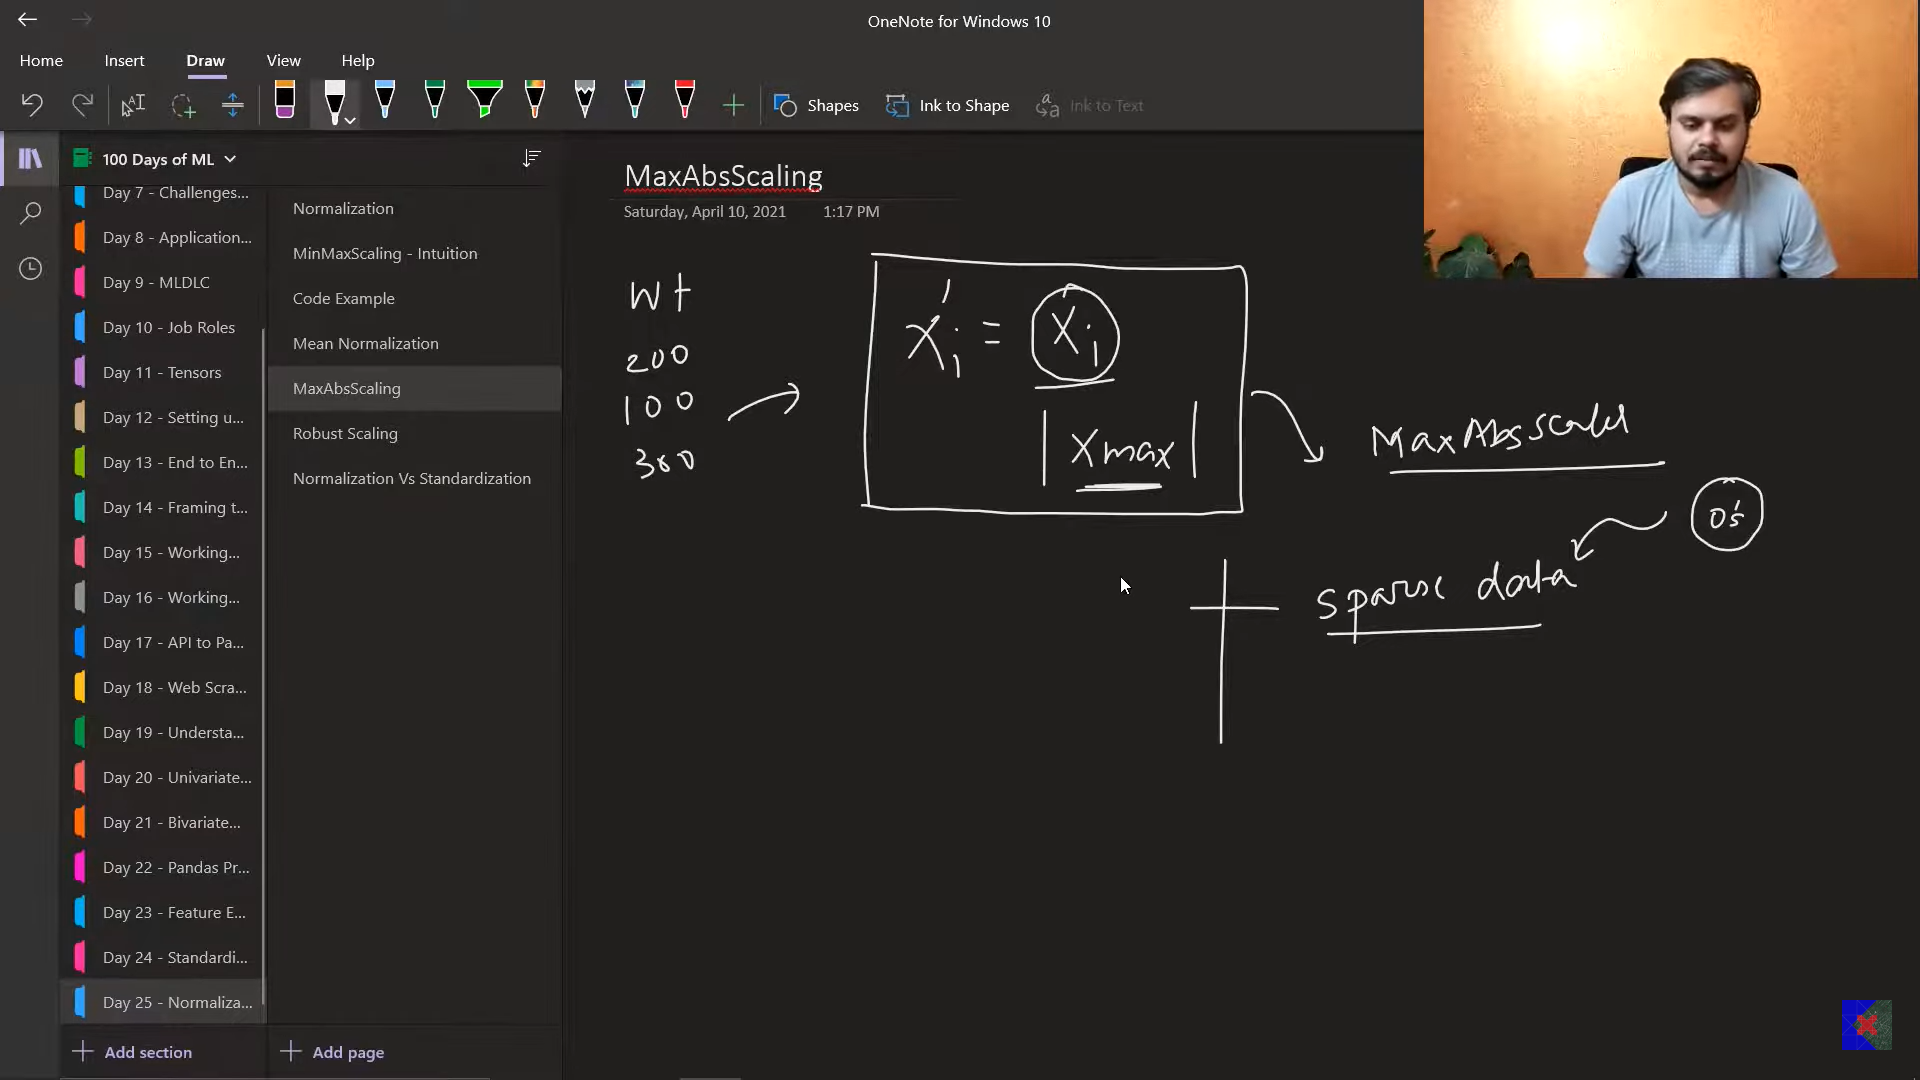 OneNote for Windows 10
Home Insert Draw View Help
Shapes Ink to Shape Ink to Text
100 Days of ML
Day 7 - Challenges...
Day 8 - Application...
Day 9 - MLDLC
Day 10 - Job Roles
Day 11 - Tensors
Day 12 - Setting u...
Day 13 - End to En...
Day 14 - Framing t...
Day 15 - Working...
Day 16 - Working...
Day 17 - API to Pa...
Day 18 - Web Scra...
Day 19 - Understa...
Day 20 - Univariate...
Day 21 - Bivariate...
Day 22 - Pandas Pr...
Day 23 - Feature E...
Day 24 - Standardi...
Day 25 - Normaliza...
Add section
Normalization
MinMaxScaling - Intuition
Code Example
Mean Normalization
MaxAbsScaling
Robust Scaling
Normalization Vs Standardization
Add page
MaxAbsScaling
Saturday, April 10, 2021 1:17 PM
Wt
200
100
300
Xi' = Xi
|Xmax|
MaxAbsScaler
0's
sparse data